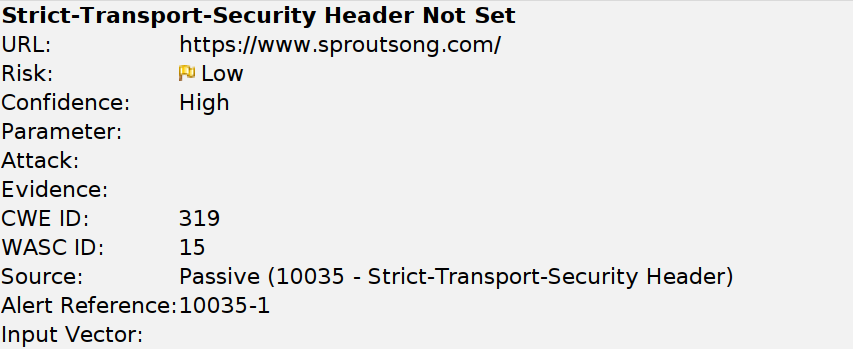 Strict-Transport-Security Header Not Set
URL: https://www.sproutsong.com/
Risk: Low
Confidence: High
Parameter:
Attack:
Evidence:
CWE ID: 319
WASC ID: 15
Source: Passive (10035 - Strict-Transport-Security Header)
Alert Reference:10035-1
Input Vector: